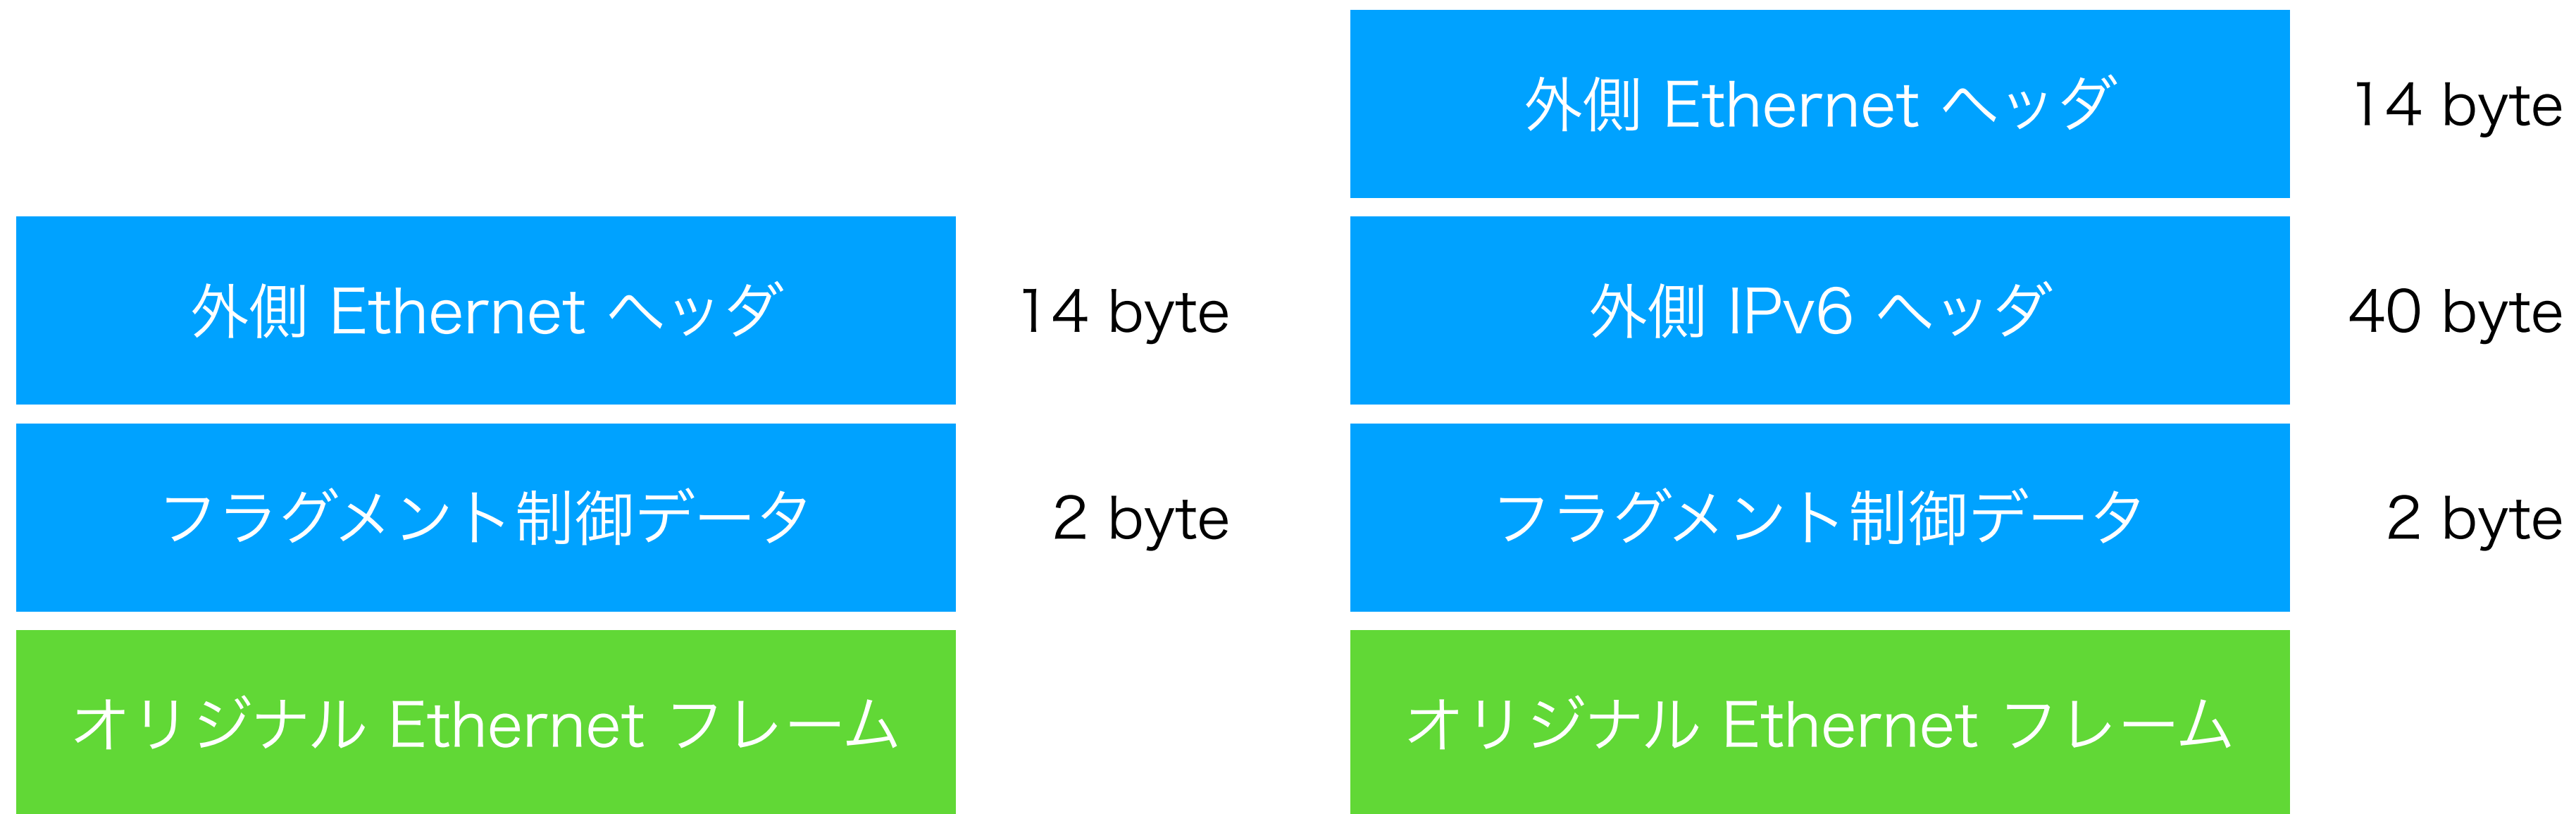 外側 Ethernet ヘッダ
14 byte
フラグメント制御データ
2 byte
オリジナル Ethernet フレーム
外側 Ethernet ヘッダ
14 byte
外側 IPv6 ヘッダ
40 byte
フラグメント制御データ
2 byte
オリジナル Ethernet フレーム